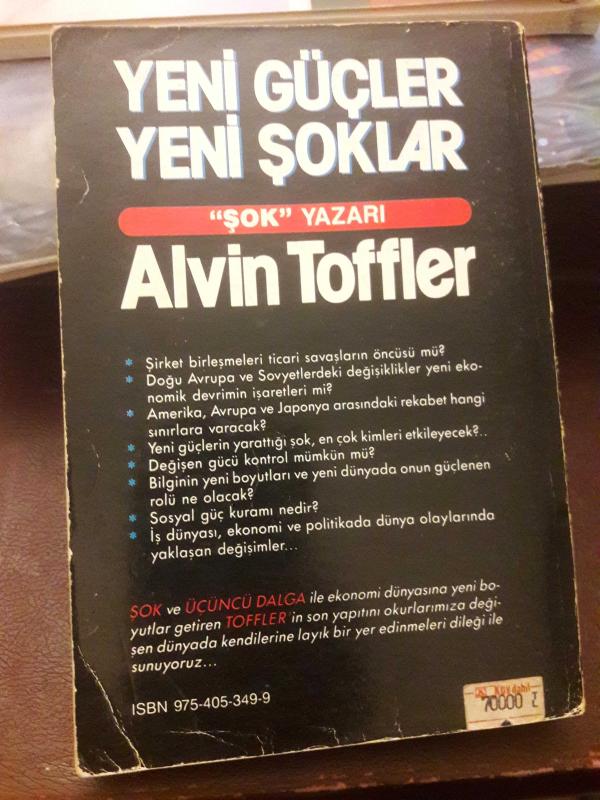 YENİ GÜÇLER
YENİ ŞOKLAR
“ŞOK” YAZARI
Alvin Toffler
* Şirket birleşmeleri ticari savaşların öncüsü mü?
* Doğu Avrupa ve Sovyetlerdeki değişiklikler yeni eko-
nomik devrimin işaretleri mi?
* Amerika, Avrupa ve Japonya arasındaki rekabet hangi
sınırlara varacak?
* Yeni güçlerin yarattığı şok, en çok kimleri etkileyecek?..
* Değişen gücü kontrol mümkün mü?
* Bilginin yeni boyutları ve yeni dünyada onun güçlenen
rolü ne olacak?
* Sosyal güç kuramı nedir?
* İş dünyası, ekonomi ve politikada dünya olaylarında
yaklaşan değişimler...
ŞOK ve ÜÇÜNCÜ DALGA ile ekonomi dünyasına yeni bo-
yutlar getiren TOFFLER'in son yapıtını okurlarımıza deği-
şen dünyada kendilerine layık bir yer edinmeleri dileği ile
sunuyoruz...
ISBN 975-405-349-9
dahil
70000